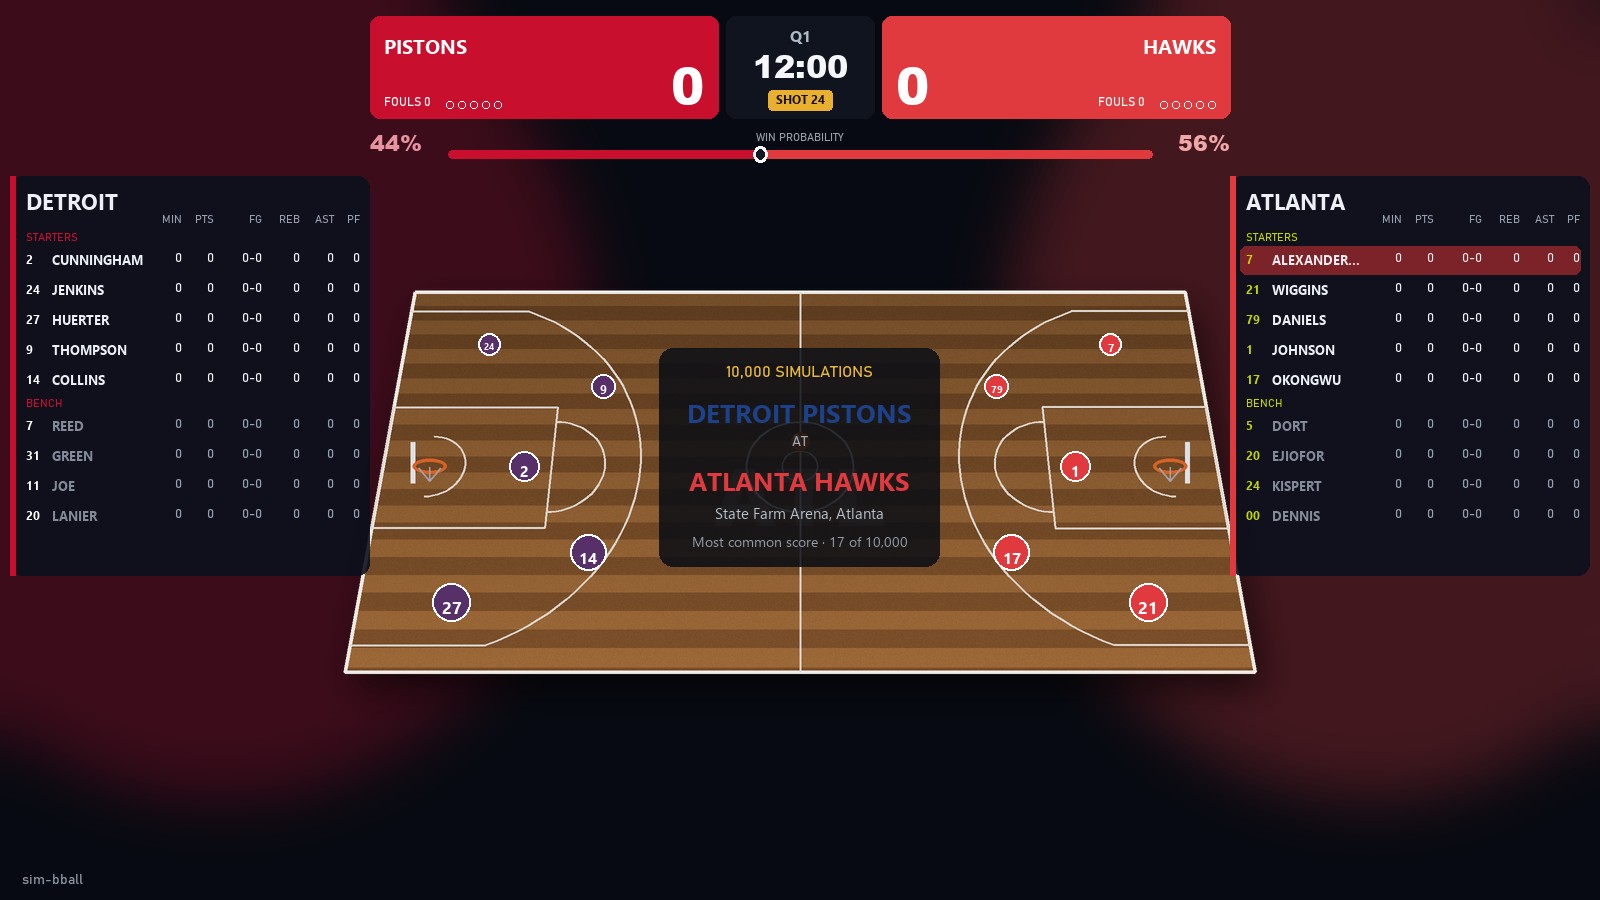 PISTONS
0
FOULS 0
Q1
12:00
SHOT 24
HAWKS
0
FOULS 0
44%
WIN PROBABILITY
56%
DETROIT
MIN PTS FG REB AST PF
STARTERS
2 CUNNINGHAM 0 0 0-0 0 0 0
24 JENKINS 0 0 0-0 0 0 0
27 HUERTER 0 0 0-0 0 0 0
9 THOMPSON 0 0 0-0 0 0 0
14 COLLINS 0 0 0-0 0 0 0
BENCH
7 REED 0 0 0-0 0 0 0
31 GREEN 0 0 0-0 0 0 0
11 JOE 0 0 0-0 0 0 0
20 LANIER 0 0 0-0 0 0 0
24
9
2
14
27
10,000 SIMULATIONS
DETROIT PISTONS
AT
ATLANTA HAWKS
State Farm Arena, Atlanta
Most common score · 17 of 10,000
7
79
1
17
21
ATLANTA
MIN PTS FG REB AST PF
STARTERS
7 ALEXANDER... 0 0 0-0 0 0 0
21 WIGGINS 0 0 0-0 0 0 0
79 DANIELS 0 0 0-0 0 0 0
1 JOHNSON 0 0 0-0 0 0 0
17 OKONGWU 0 0 0-0 0 0 0
BENCH
5 DORT 0 0 0-0 0 0 0
20 EJIOFOR 0 0 0-0 0 0 0
24 KISPERT 0 0 0-0 0 0 0
00 DENNIS 0 0 0-0 0 0 0
sim-bball